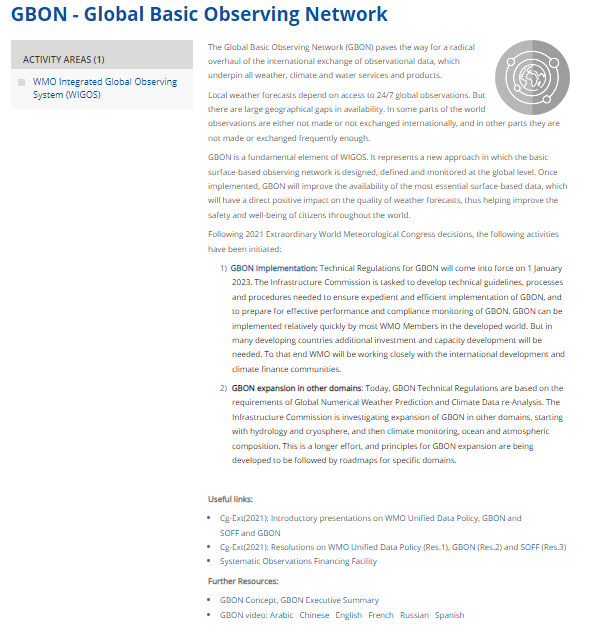 GBON - Global Basic Observing Network
ACTIVITY AREAS (1)
WMO Integrated Global Observing
System (WIGOS)
The Global Basic Observing Network (GBON) paves the way for a radical
overhaul of the international exchange of observational data, which
underpin all weather, climate and water services and products.
Local weather forecasts depend on access to 24/7 global observations. But
there are large geographical gaps in availability. In some parts of the world
observations are either not made or not exchanged internationally, and in other parts they are
not made or exchanged frequently enough.
GBON is a fundamental element of WIGOS. It represents a new approach in which the basic
surface-based observing network is designed, defined and monitored at the global level. Once
implemented, GBON will improve the availability of the most essential surface-based data, which
will have a direct positive impact on the quality of weather forecasts, thus helping improve the
safety and well-being of citizens throughout the world.
Following 2021 Extraordinary World Meteorological Congress decisions, the following activities
have been initiated:
1) GBON Implementation: Technical Regulations for GBON will come into force on 1 January
2023. The Infrastructure Commission is tasked to develop technical guidelines, processes
and procedures needed to ensure expedient and efficient implementation of GBON, and
to prepare for effective performance and compliance monitoring of GBON. GBON can be
implemented relatively quickly by most WMO Members in the developed world. But in
many developing countries additional investment and capacity development will be
needed. To that end WMO will be working closely with the international development and
climate finance communities.
2) GBON expansion in other domains: Today, GBON Technical Regulations are based on the
requirements of Global Numerical Weather Prediction and Climate Data re-Analysis. The
Infrastructure Commission is investigating expansion of GBON in other domains, starting
with hydrology and cryosphere, and then climate monitoring, ocean and atmospheric
composition. This is a longer effort, and principles for GBON expansion are being
developed to be followed by roadmaps for specific domains.
Useful links:
• Cg-Ext(2021): Introductory presentations on WMO Unified Data Policy, GBON and
SOFF and GBON
• Cg-Ext(2021): Resolutions on WMO Unified Data Policy (Res.1), GBON (Res.2) and SOFF (Res.3)
• Systematic Observations Financing Facility
Further Resources:
• GBON Concept, GBON Executive Summary
• GBON video: Arabic Chinese English French Russian Spanish